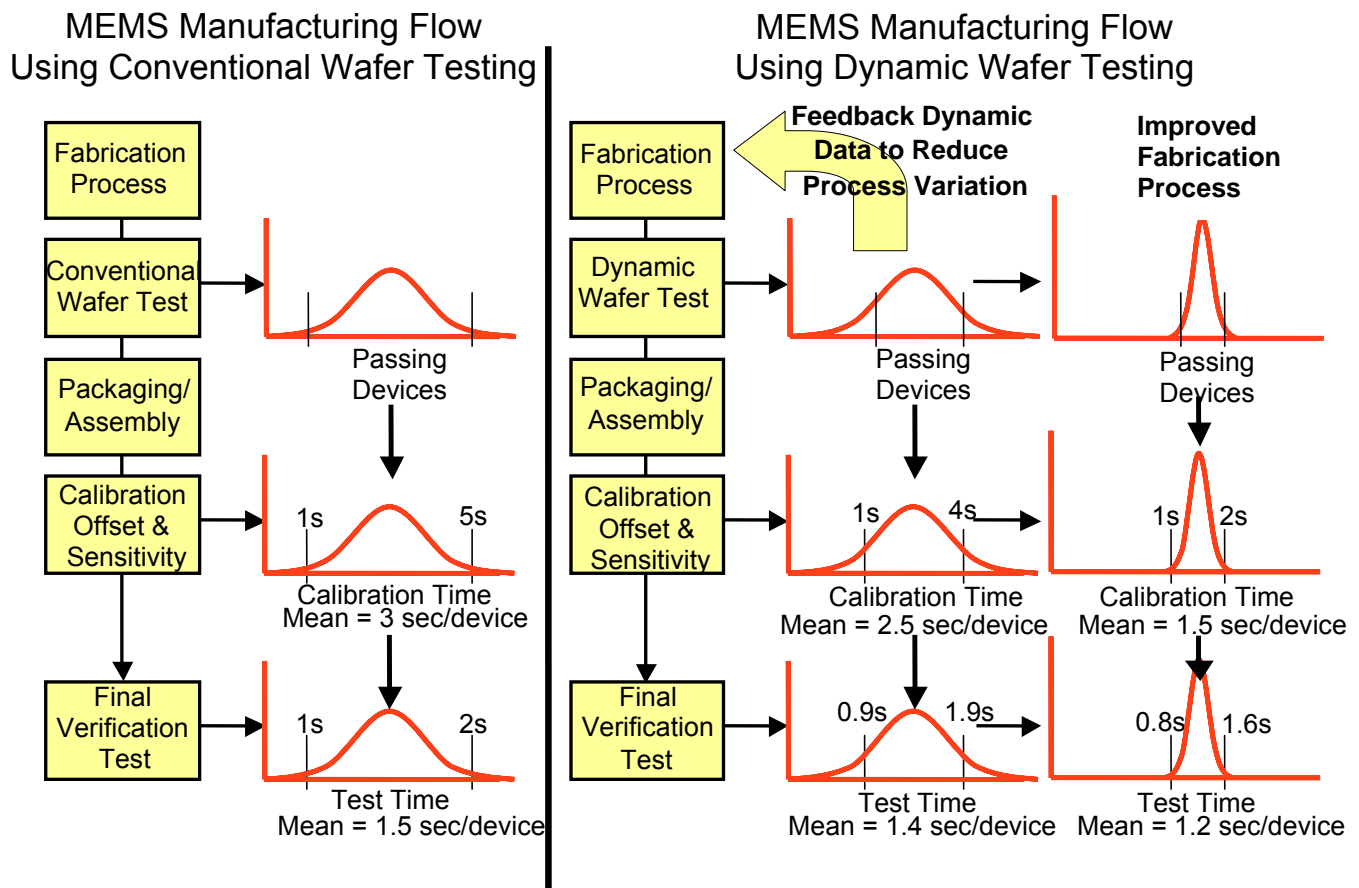 MEMS Manufacturing Flow
Using Conventional Wafer Testing
Fabrication
Process
Conventional
Wafer Test
Passing
Devices
Packaging/
Assembly
Calibration
Offset &
Sensitivity
1s
5s
Calibration Time
Mean = 3 sec/device
Final
Verification
Test
1s
2s
Test Time
Mean = 1.5 sec/device
MEMS Manufacturing Flow
Using Dynamic Wafer Testing
Fabrication
Process
Feedback Dynamic
Data to Reduce
Process Variation
Improved
Fabrication
Process
Dynamic
Wafer Test
Passing
Devices
Passing
Devices
Packaging/
Assembly
Calibration
Offset &
Sensitivity
1s
4s
Calibration Time
Mean = 2.5 sec/device
1s
2s
Calibration Time
Mean = 1.5 sec/device
Final
Verification
Test
0.9s
1.9s
Test Time
Mean = 1.4 sec/device
0.8s
1.6s
Test Time
Mean = 1.2 sec/device